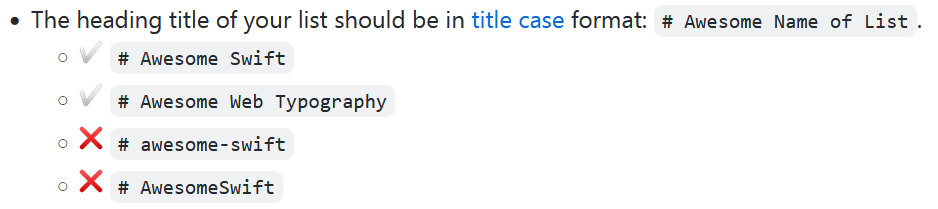 • The heading title of your list should be in title case format: # Awesome Name of List.
○ ✔️ # Awesome Swift
○ ✔️ # Awesome Web Typography
○ ❌ # awesome-swift
○ ❌ # AwesomeSwift